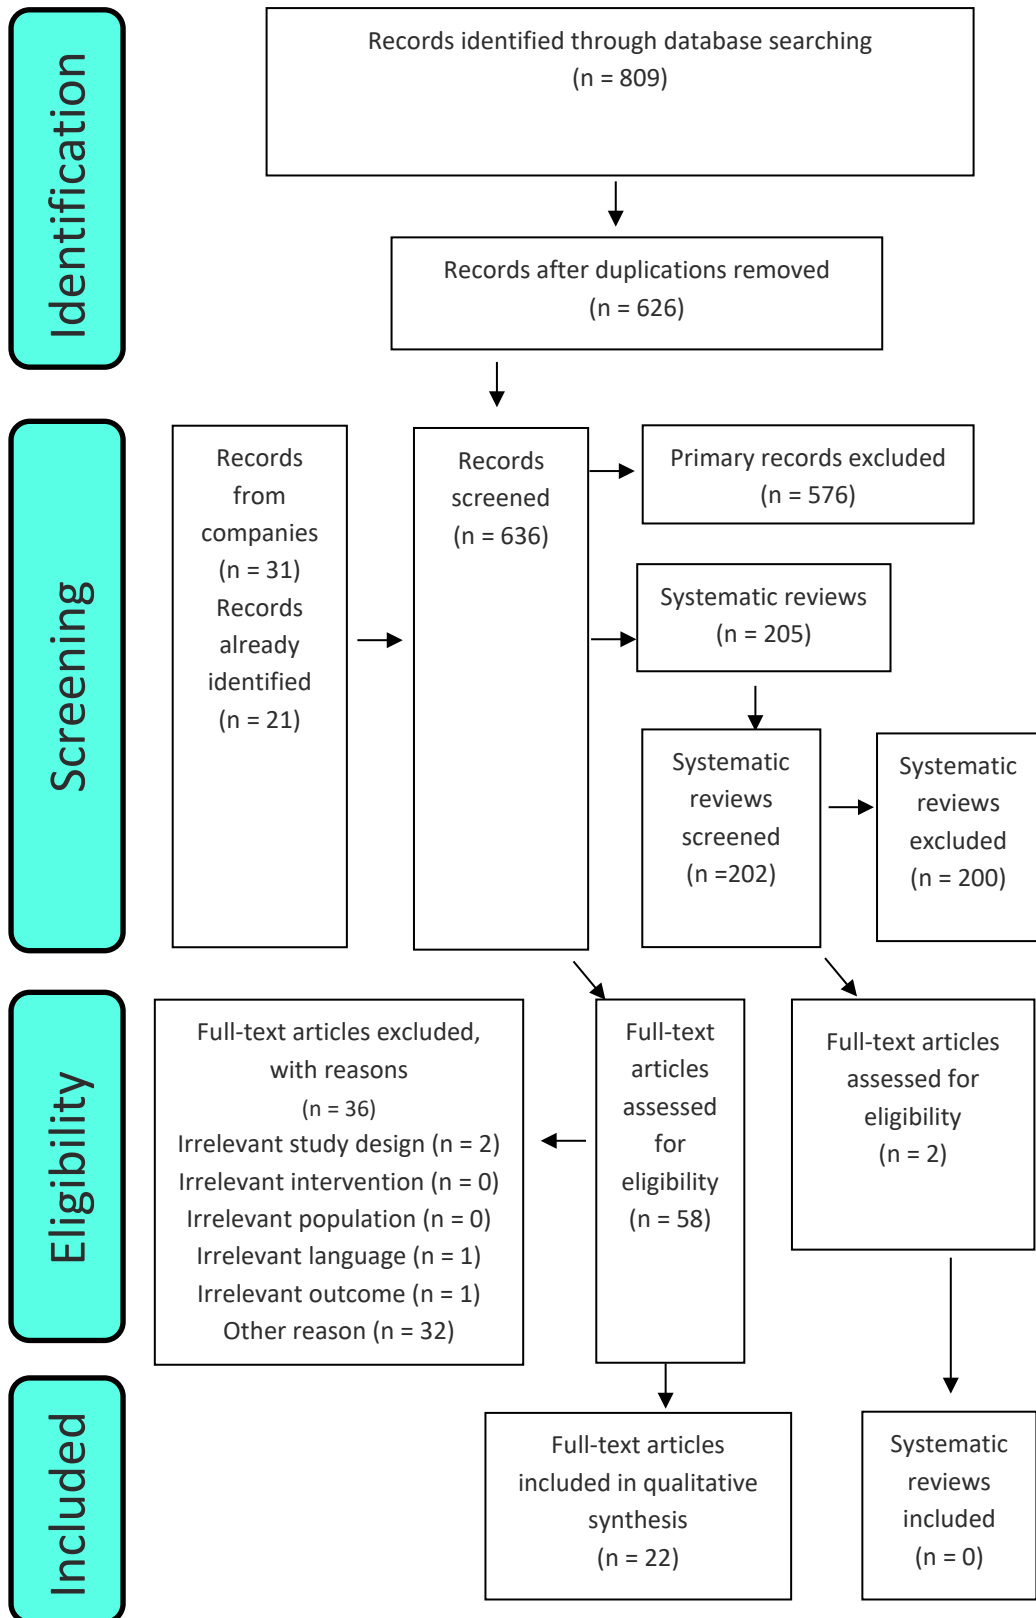 Identification
Records identified through database searching
(n = 809)
Records after duplications removed
(n = 626)
Screening
Records
from
companies
(n = 31)
Records
already
identified
(n = 21)
Records
screened
(n = 636)
Primary records excluded
(n = 576)
Systematic reviews
(n = 205)
Systematic
reviews
screened
(n =202)
Systematic
reviews
excluded
(n = 200)
Eligibility
Full-text articles excluded,
with reasons
(n = 36)
Irrelevant study design (n = 2)
Irrelevant intervention (n = 0)
Irrelevant population (n = 0)
Irrelevant language (n = 1)
Irrelevant outcome (n = 1)
Other reason (n = 32)
Full-text
articles
assessed
for
eligibility
(n = 58)
Full-text articles
assessed for
eligibility
(n = 2)
Included
Full-text articles
included in qualitative
synthesis
(n = 22)
Systematic
reviews
included
(n = 0)